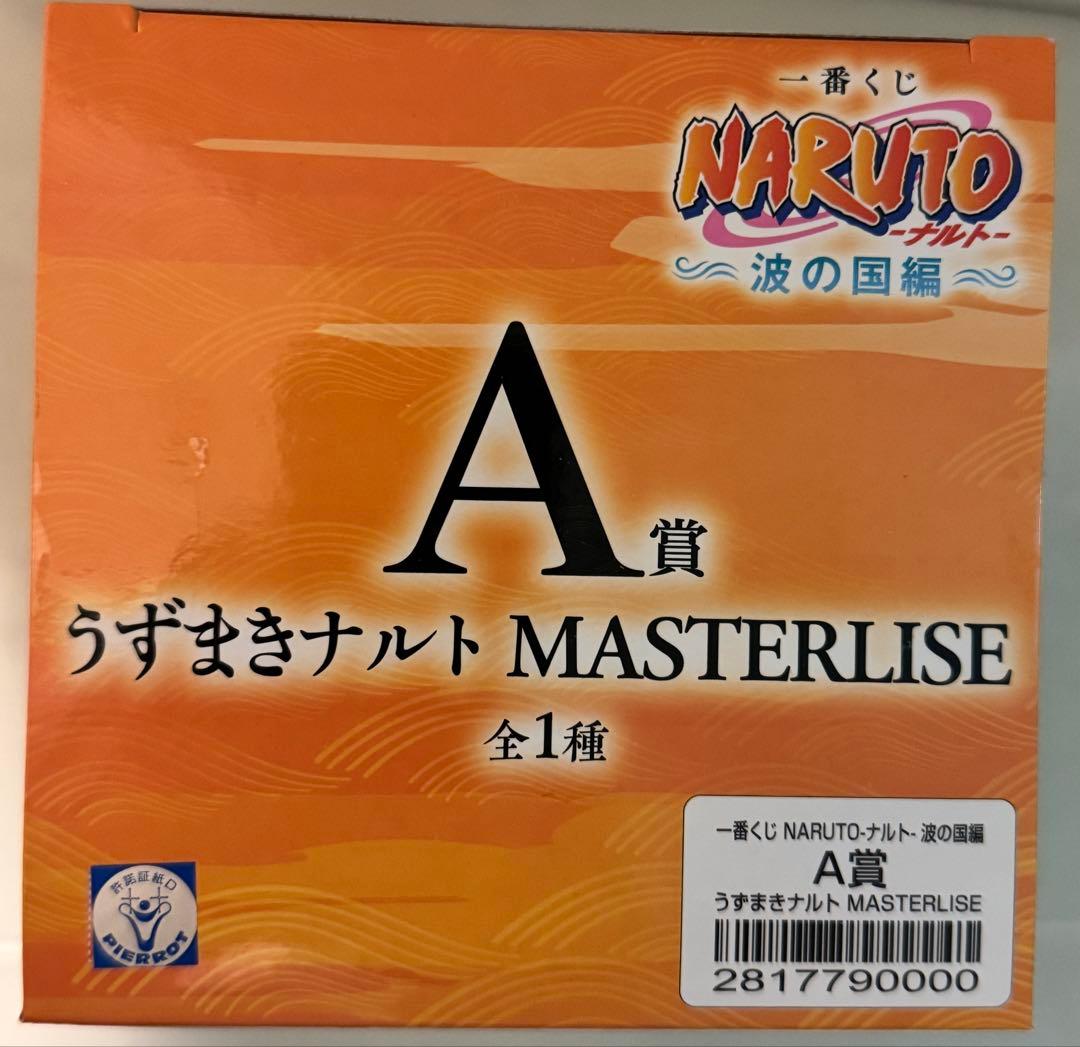 一番くじ
NARUTO
-ナルト-
波の国編
A賞
うずまきナルト MASTERLISE
全1種
許諾証紙
PIERROT
一番くじ NARUTO-ナルト- 波の国編
A賞
うずまきナルト MASTERLISE
2817790000